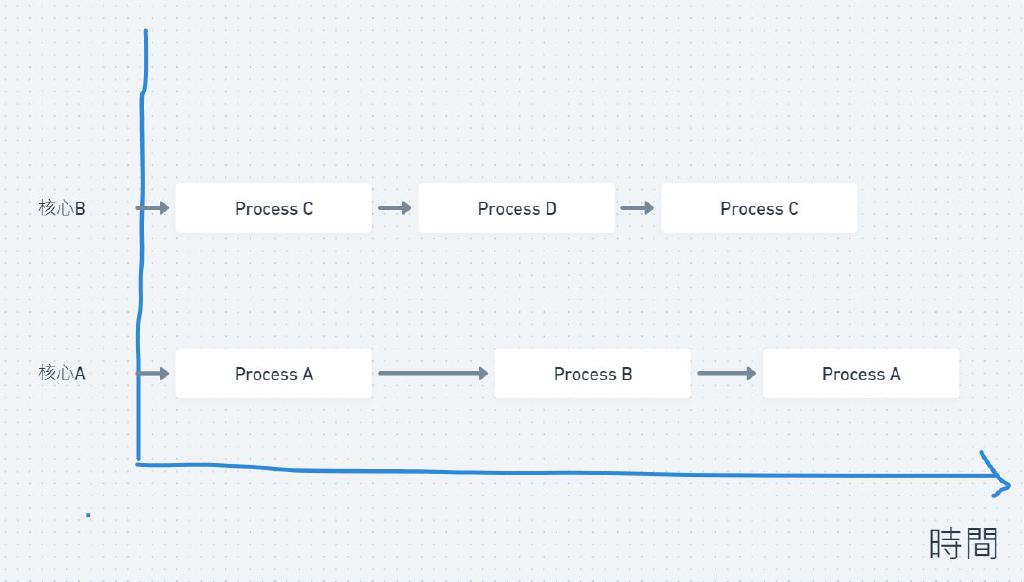 核心B
Process C
Process D
Process C
核心A
Process A
Process B
Process A
時間